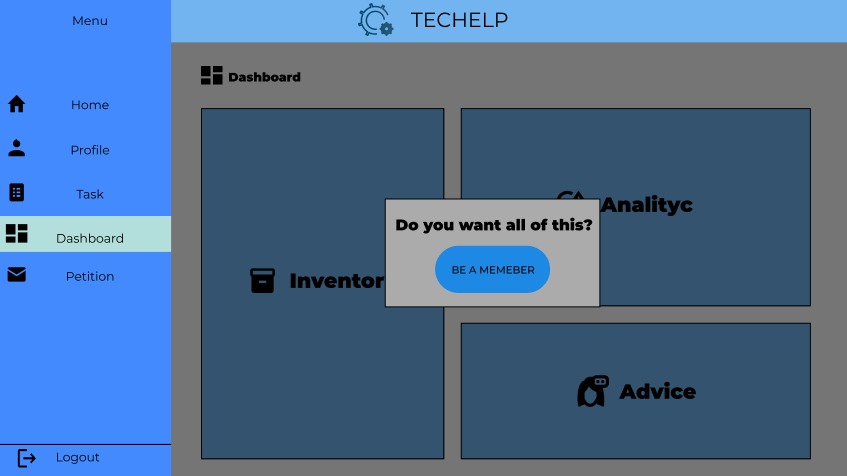 Menu
TECHELP
Dashboard
Home
Profile
Task
Dashboard
Petition
Logout
Analityc
Do you want all of this?
BE A MEMEBER
Inventor
Advice